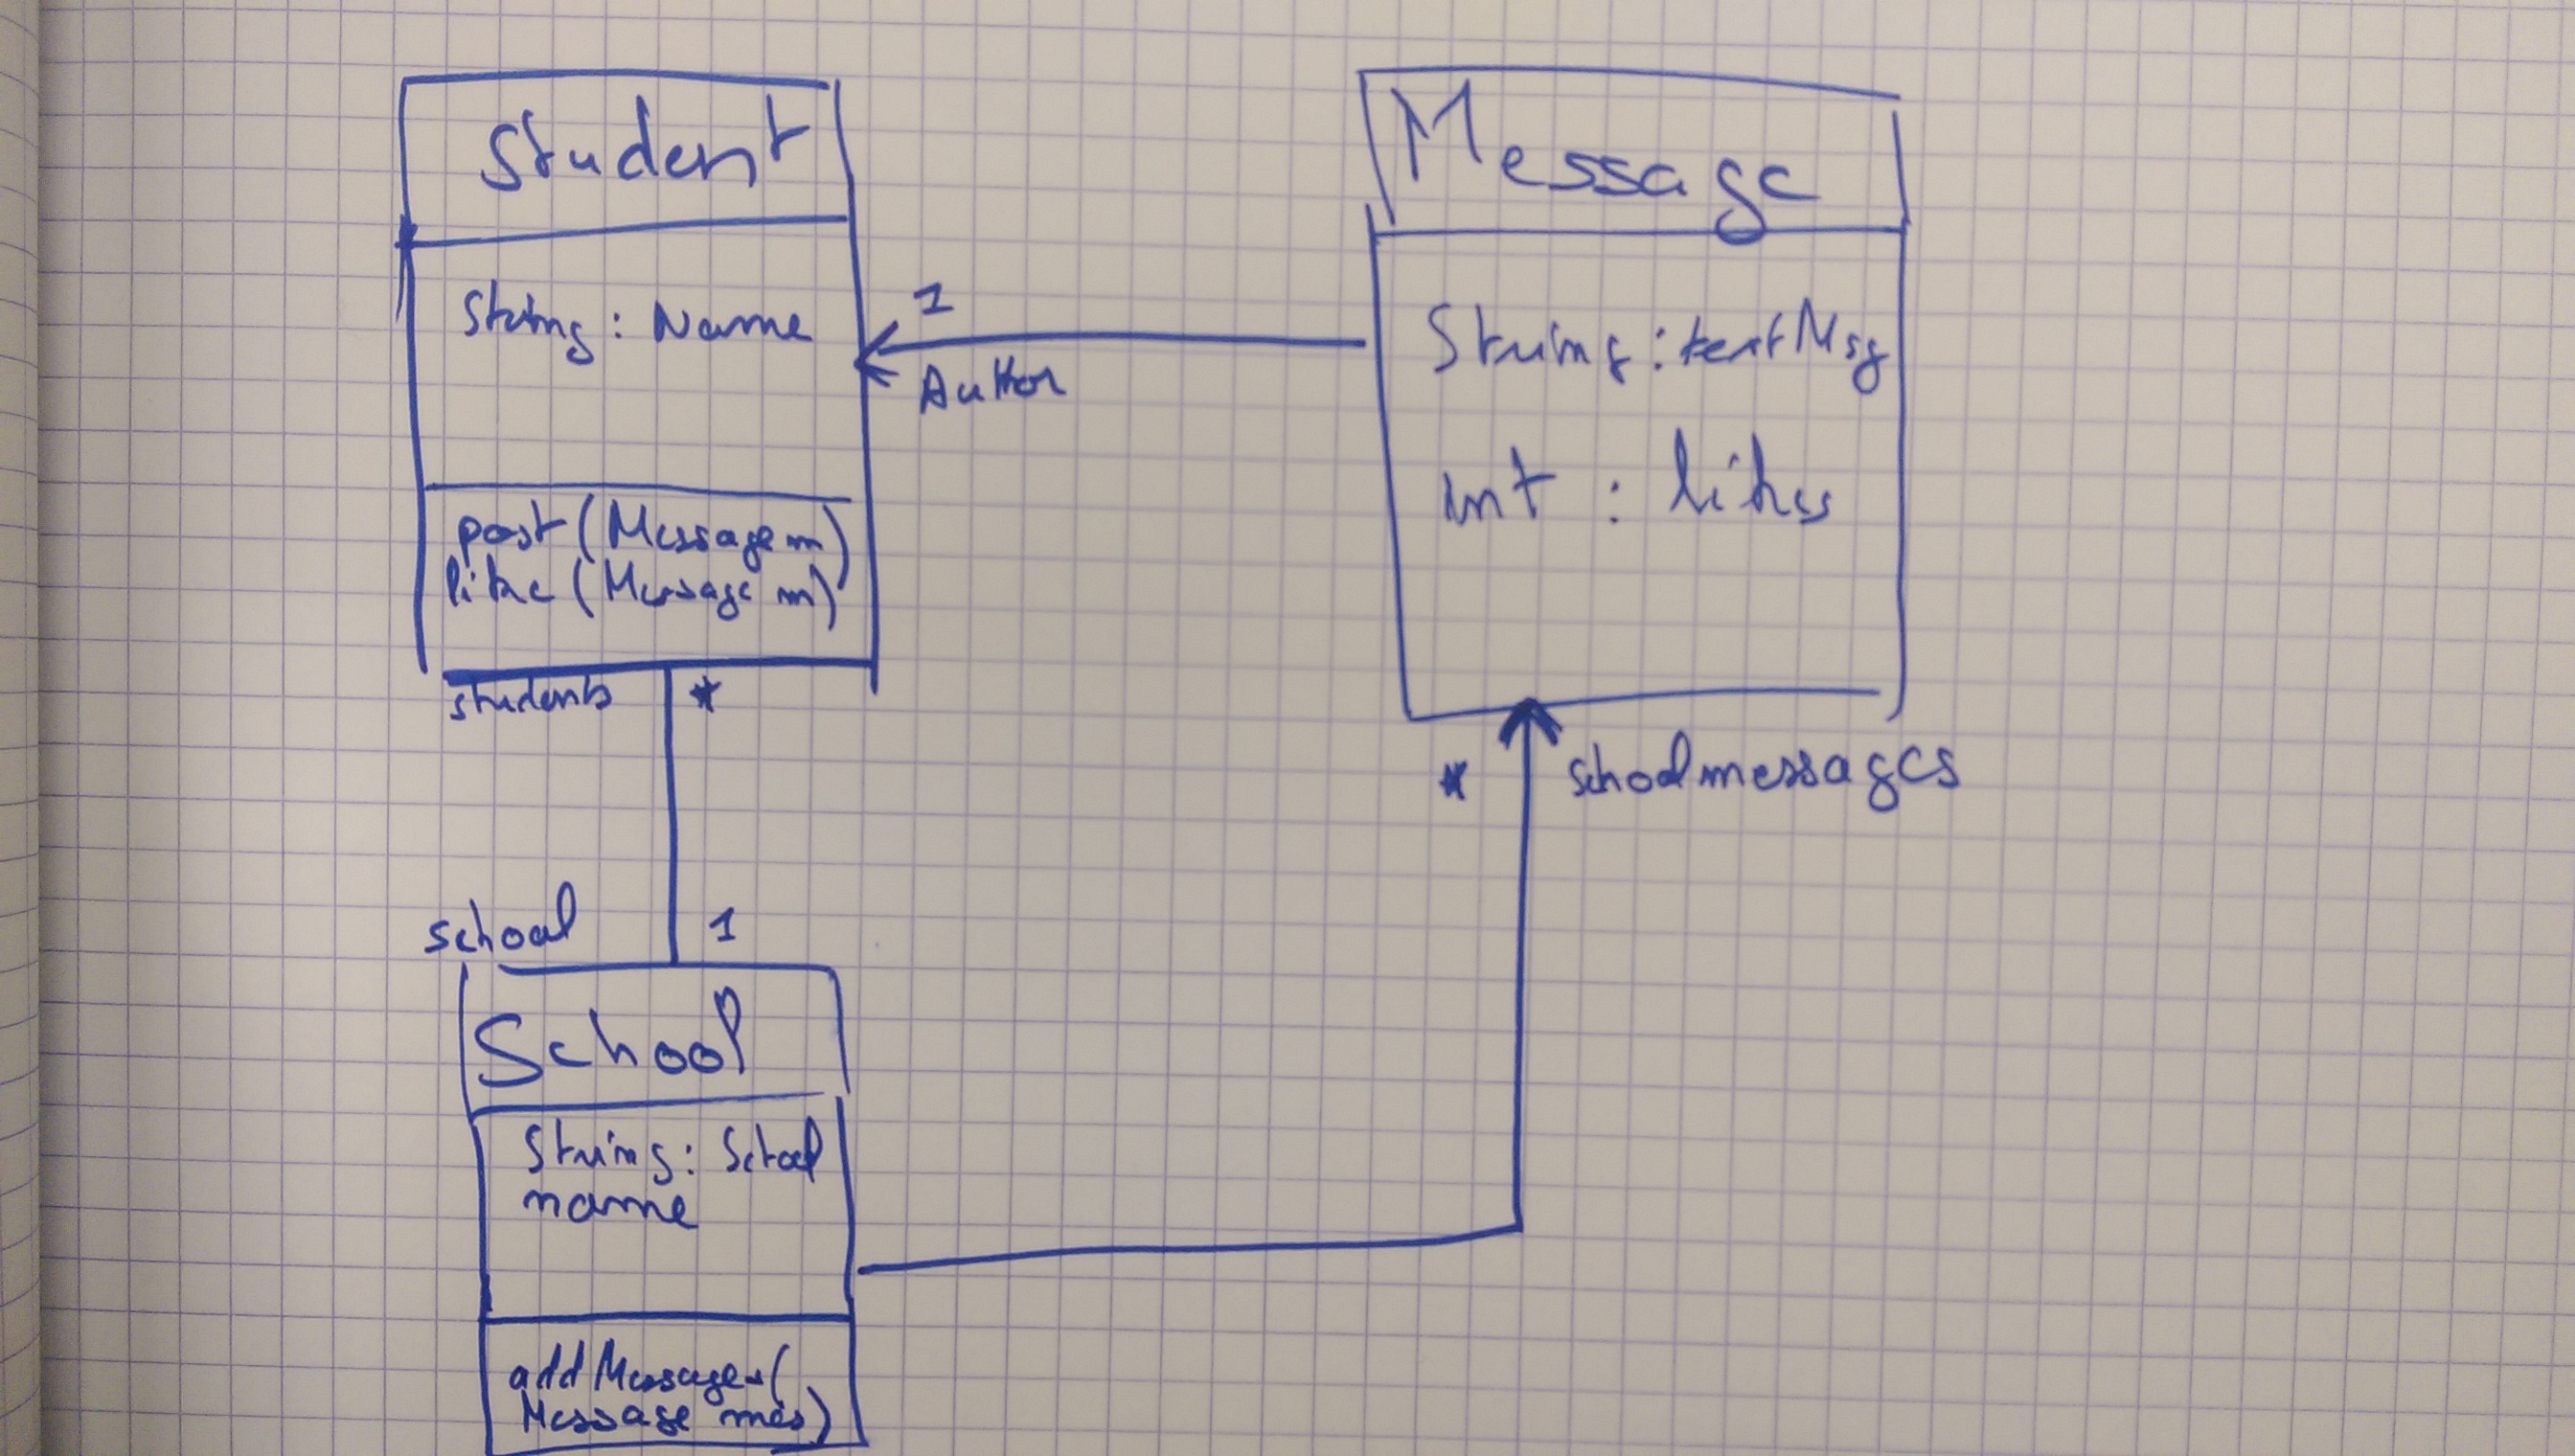 Student
String : Name
post (Message m)
like (Message m)
students *
1
Author
Message
String : textMsg
int : likes
* schoolmessages
school 1
School
String : School
name
addMessage(
Message mes)